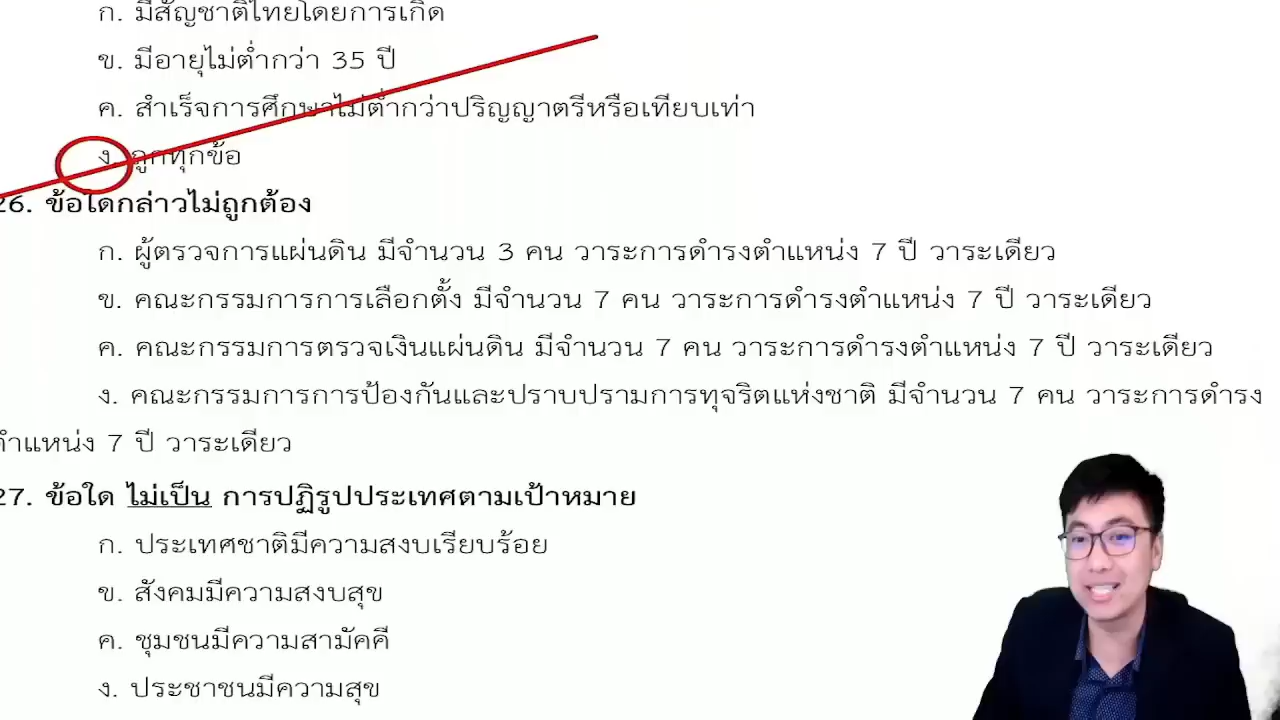 ก. มีสัญชาติไทยโดยการเกิด
ข. มีอายุไม่ต่ำกว่า 35 ปี
ค. สำเร็จการศึกษาไม่ต่ำกว่าปริญญาตรีหรือเทียบเท่า
ง. ถูกทุกข้อ
26. ข้อใดกล่าวไม่ถูกต้อง
ก. ผู้ตรวจการแผ่นดิน มีจำนวน 3 คน วาระการดำรงตำแหน่ง 7 ปี วาระเดียว
ข. คณะกรรมการการเลือกตั้ง มีจำนวน 7 คน วาระการดำรงตำแหน่ง 7 ปี วาระเดียว
ค. คณะกรรมการตรวจเงินแผ่นดิน มีจำนวน 7 คน วาระการดำรงตำแหน่ง 7 ปี วาระเดียว
ง. คณะกรรมการการป้องกันและปราบปรามการทุจริตแห่งชาติ มีจำนวน 7 คน วาระการดำรง
ตำแหน่ง 7 ปี วาระเดียว
27. ข้อใด ไม่เป็น การปฏิรูปประเทศตามเป้าหมาย
ก. ประเทศชาติมีความสงบเรียบร้อย
ข. สังคมมีความสงบสุข
ค. ชุมชนมีความสามัคคี
ง. ประชาชนมีความสุข